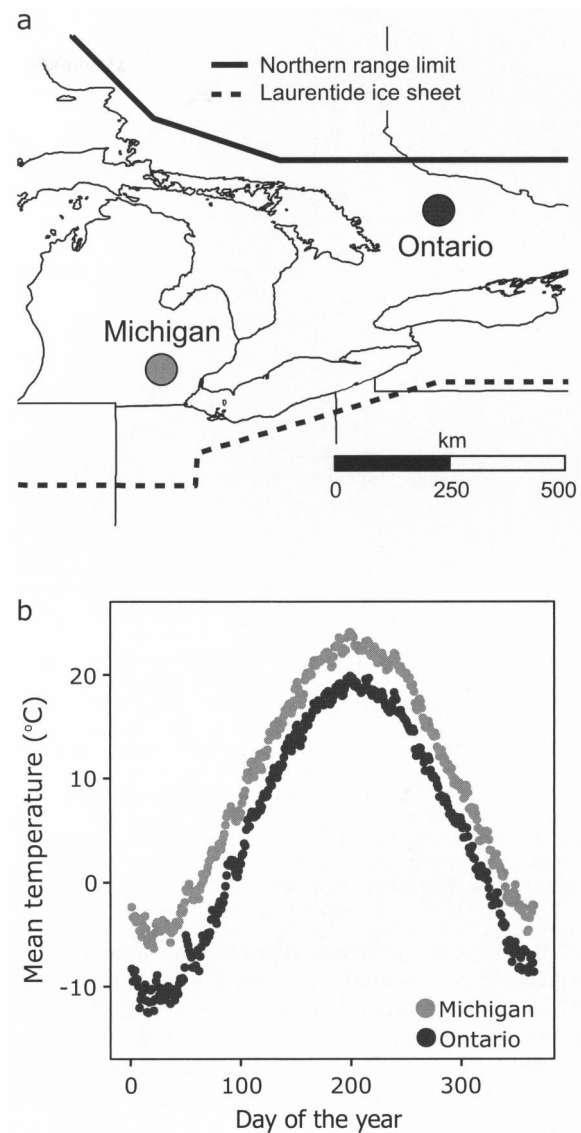 a
Northern range limit
Laurentide ice sheet
Ontario
Michigan
km
0 250 500
b
Mean temperature (°C)
20
10
0
-10
Michigan
Ontario
0 100 200 300
Day of the year